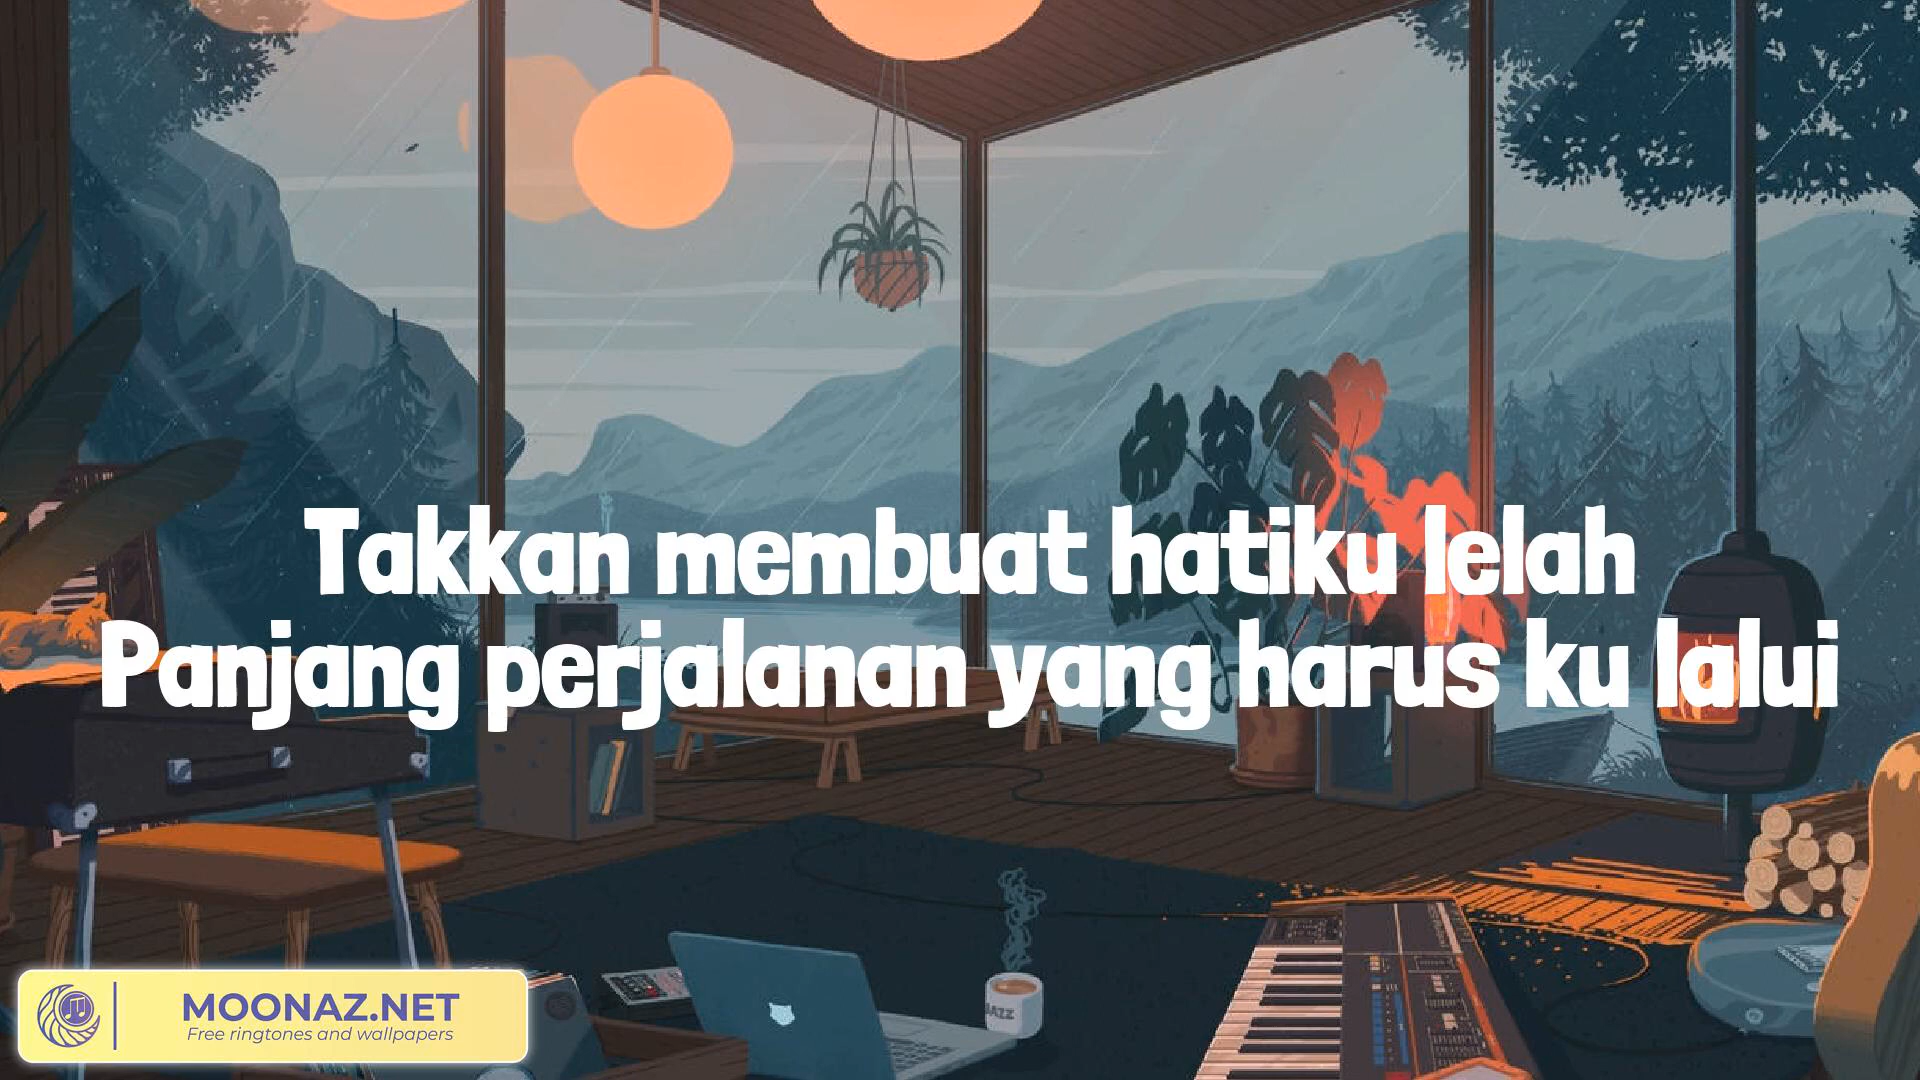 Takkan membuat hatiku lelah
Panjang perjalanan yang harus ku lalui
MOONAZ.NET
Free ringtones and wallpapers